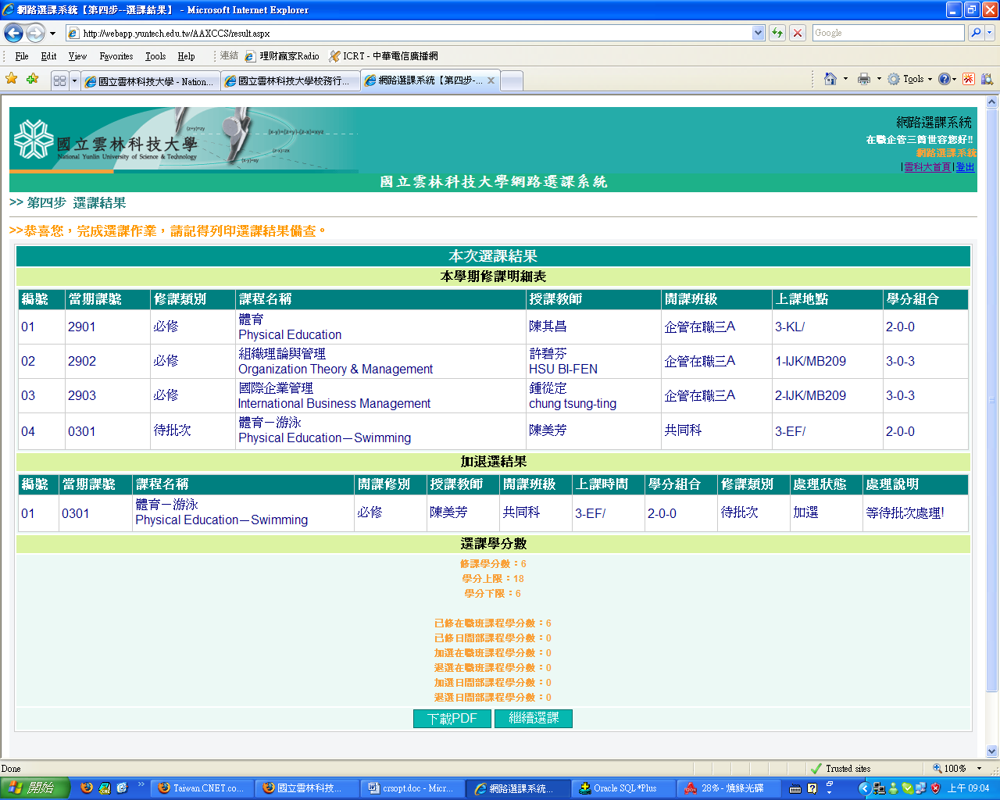 網路選課系統【第四步--選課結果】 - Microsoft Internet Explorer
http://webapp.yuntech.edu.tw/AAXCCS/result.aspx
Google
File Edit View Favorites Tools Help 連結 理財贏家Radio ICRT - 中華電信廣播網
國立雲林科技大學 - Nation... 國立雲林科技大學校務行... 網路選課系統【第四步-... Tools
(x+y)=zy
(x-y)+(z+y)-(x-z)=xyz
(x-z)=zx
(x-y)=xy
國立雲林科技大學
National Yunlin University of Science & Technology
網路選課系統
在職企管三曾世容您好!!
網路選課系統
|雲科大首頁|登出
國立雲林科技大學網路選課系統
>> 第四步 選課結果
>>恭喜您，完成選課作業，請記得列印選課結果備查。
本次選課結果
本學期修課明細表
編號 當期課號 修課類別 課程名稱 授課教師 開課班級 上課地點 學分組合
01 2901 必修 體育 Physical Education 陳其昌 企管在職三A 3-KL/ 2-0-0
02 2902 必修 組織理論與管理 Organization Theory & Management 許碧芬 HSU BI-FEN 企管在職三A 1-IJK/MB209 3-0-3
03 2903 必修 國際企業管理 International Business Management 鍾從定 chung tsung-ting 企管在職三A 2-IJK/MB209 3-0-3
04 0301 待批次 體育－游泳 Physical Education－Swimming 陳美芳 共同科 3-EF/ 2-0-0
加退選結果
編號 當期課號 課程名稱 開課修別 授課教師 開課班級 上課時間 學分組合 修課類別 處理狀態 處理說明
01 0301 體育－游泳 Physical Education－Swimming 必修 陳美芳 共同科 3-EF/ 2-0-0 待批次 加選 等待批次處理!
選課學分數
修課學分數：6
學分上限：18
學分下限：6
已修在職班課程學分數：6
已修日間部課程學分數：0
加選在職班課程學分數：0
退選在職班課程學分數：0
加選日間部課程學分數：0
退選日間部課程學分數：0
下載PDF 繼續選課
Done Trusted sites 100%
開始 Taiwan.CNET.co... 國立雲林科技... crsopt.doc - Micr... 網路選課系統... Oracle SQL*Plus 28% - 燒錄光碟 上午 09:04